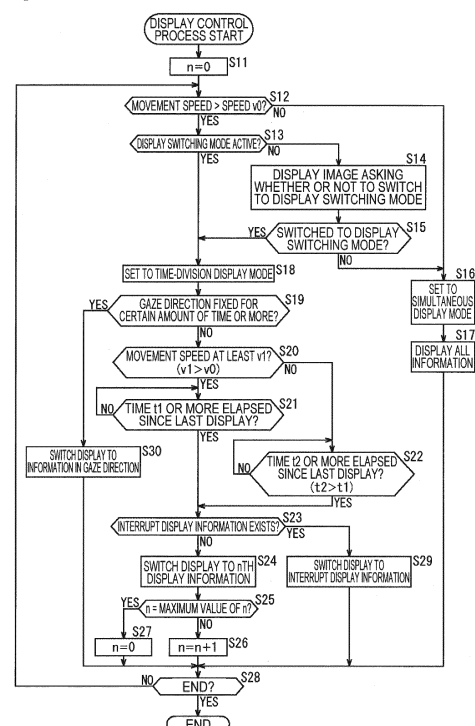 DISPLAY CONTROL
PROCESS START
n=0 S11
MOVEMENT SPEED > SPEED v0? S12
YES NO
DISPLAY SWITCHING MODE ACTIVE? S13
YES NO
S14
DISPLAY IMAGE ASKING
WHETHER OR NOT TO SWITCH
TO DISPLAY SWITCHING MODE
S15
YES SWITCHED TO DISPLAY
SWITCHING MODE?
NO
S16
SET TO
SIMULTANEOUS
DISPLAY MODE
S17
DISPLAY ALL
INFORMATION
SET TO TIME-DIVISION DISPLAY MODE S18
S19
YES GAZE DIRECTION FIXED FOR
CERTAIN AMOUNT OF TIME OR MORE?
NO
S20
MOVEMENT SPEED AT LEAST v1?
(v1>v0) NO
YES
S21
NO TIME t1 OR MORE ELAPSED
SINCE LAST DISPLAY?
YES
S30
SWITCH DISPLAY TO
INFORMATION IN GAZE DIRECTION
S22
NO TIME t2 OR MORE ELAPSED
SINCE LAST DISPLAY?
(t2>t1)
YES
INTERRUPT DISPLAY INFORMATION EXISTS? S23
NO YES
S24
SWITCH DISPLAY TO nTH
DISPLAY INFORMATION
S29
SWITCH DISPLAY TO
INTERRUPT DISPLAY INFORMATION
S25
YES n = MAXIMUM VALUE OF n?
NO
S27
n=0
S26
n=n+1
NO END? S28
YES
END